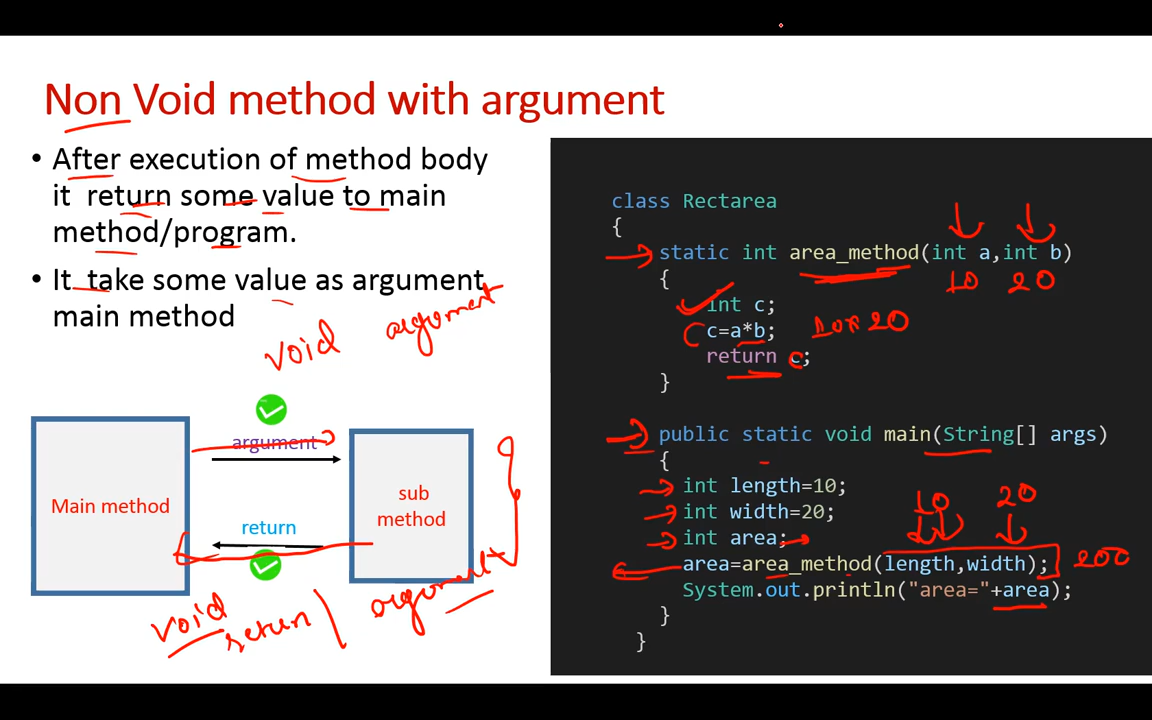 Non Void method with argument
• After execution of method body
it return some value to main
method/program.
• It take some value as argument
main method
void argument
argument
Main method
sub
method
return
void
return / argument
class Rectarea
{
static int area_method(int a,int b)
10 20
{
int c;
c=a*b; 10*20
return c;
}
public static void main(String[] args)
{
int length=10;
10 20
int width=20;
int area;
area=area_method(length,width); 200
System.out.println("area="+area);
}
}